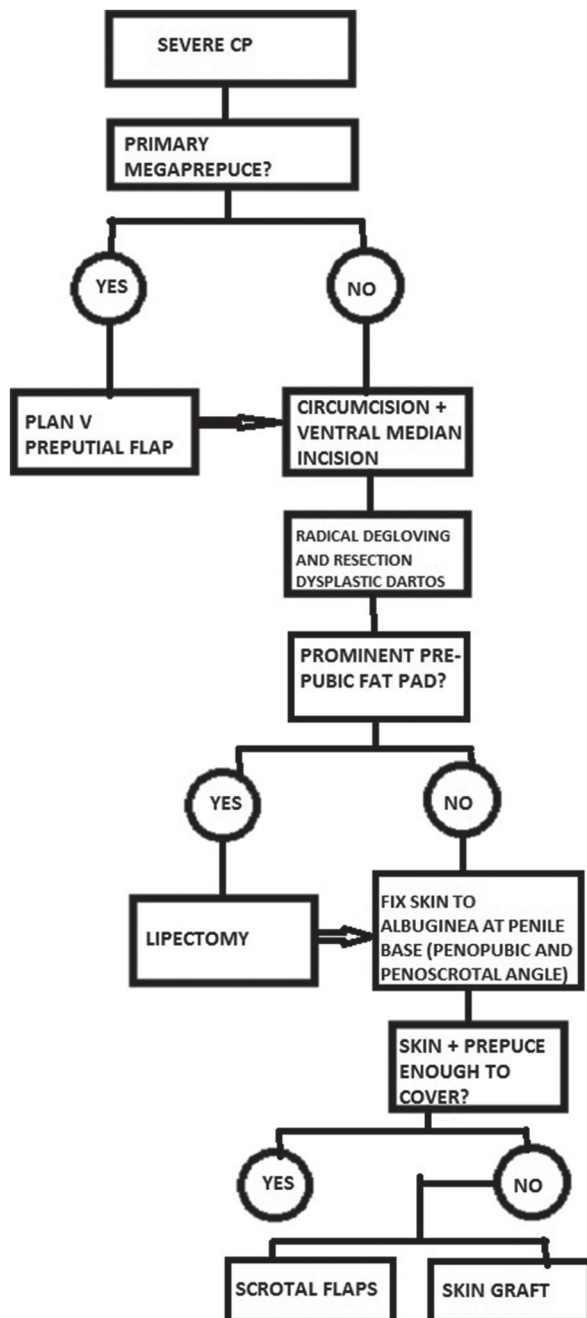 SEVERE CP
PRIMARY
MEGAPREPUCE?
YES
NO
PLAN V
PREPUTIAL FLAP
CIRCUMCISION +
VENTRAL MEDIAN
INCISION
RADICAL DEGLOVING
AND RESECTION
DYSPLASTIC DARTOS
PROMINENT PRE-
PUBIC FAT PAD?
YES
NO
LIPECTOMY
FIX SKIN TO
ALBUGINEA AT PENILE
BASE (PENOPUBIC AND
PENOSCROTAL ANGLE)
SKIN + PREPUCE
ENOUGH TO
COVER?
YES
NO
SCROTAL FLAPS
SKIN GRAFT